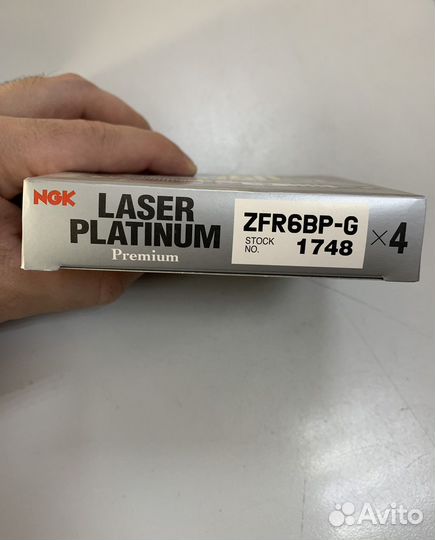 NGK
LASER
PLATINUM
Premium
ZFR6BP-G
STOCK
NO. 1748
×4
Avito